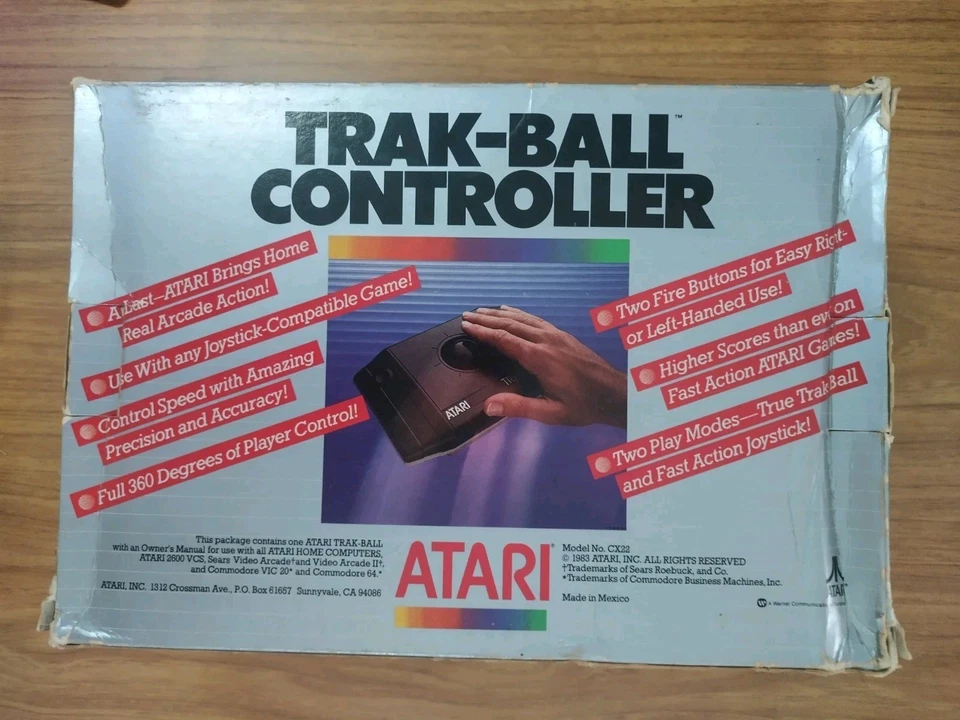 TRAK-BALL™
CONTROLLER
At Last—ATARI Brings Home
Real Arcade Action!
Use With any Joystick-Compatible Game!
Control Speed with Amazing
Precision and Accuracy!
Full 360 Degrees of Player Control!
ATARI
Two Fire Buttons for Easy Right-
or Left-Handed Use!
Higher Scores than ever on
Fast Action ATARI Games!
Two Play Modes—True Trak-Ball
and Fast Action Joystick!
This package contains one ATARI TRAK-BALL
with an Owner's Manual for use with all ATARI HOME COMPUTERS,
ATARI 2600 VCS, Sears Video Arcade† and Video Arcade II†,
and Commodore VIC 20* and Commodore 64.*
ATARI, INC. 1312 Crossman Ave., P.O. Box 61657 Sunnyvale, CA 94086
ATARI®
Model No. CX22
© 1983 ATARI, INC. ALL RIGHTS RESERVED
†Trademarks of Sears Roebuck, and Co.
*Trademarks of Commodore Business Machines, Inc.
Made in Mexico
A Warner Communications
ATARI